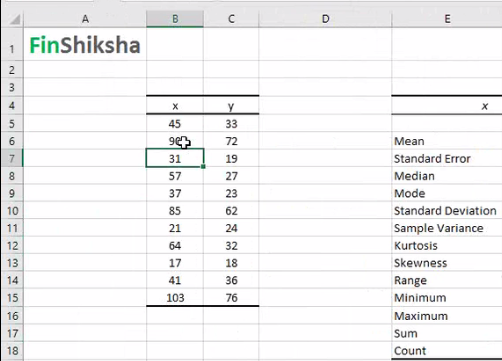 A B C D E
1 FinShiksha
2
3
4 x y x
5 45 33
6 72 Mean
7 31 19 Standard Error
8 57 27 Median
9 37 23 Mode
10 85 62 Standard Deviation
11 21 24 Sample Variance
12 64 32 Kurtosis
13 17 18 Skewness
14 41 36 Range
15 103 76 Minimum
16 Maximum
17 Sum
18 Count